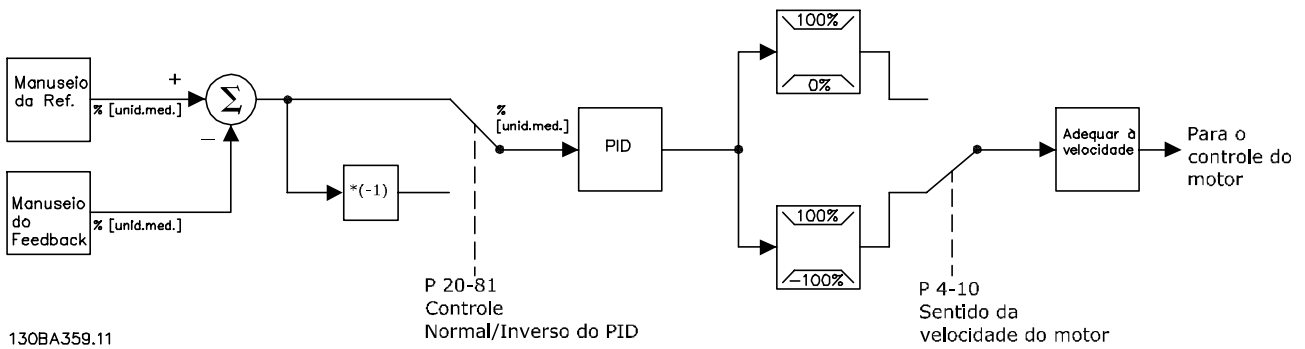 Manuseio
da Ref.
+
% [unid.med.]
Σ
−
Manuseio
do
Feedback
% [unid.med.]
*(-1)
%
[unid.med.]
PID
100%
0%
100%
-100%
Adequar à
velocidade
Para o
controle do
motor
P 20-81
Controle
Normal/Inverso do PID
P 4-10
Sentido da
velocidade do motor
130BA359.11